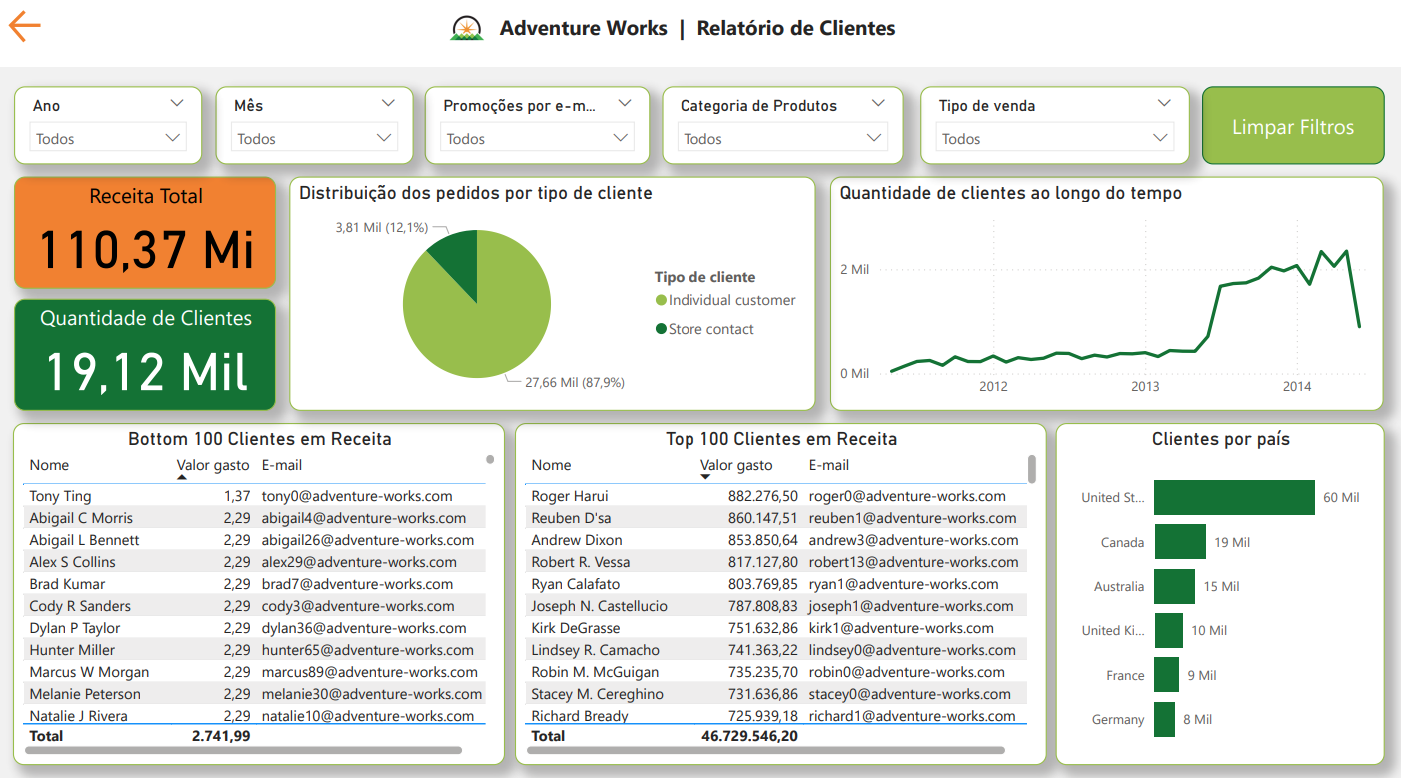 Adventure Works | Relatório de Clientes
Ano
Todos
Mês
Todos
Promoções por e-m...
Todos
Categoria de Produtos
Todos
Tipo de venda
Todos
Limpar Filtros
Receita Total
110,37 Mi
Quantidade de Clientes
19,12 Mil
Distribuição dos pedidos por tipo de cliente
3,81 Mil (12,1%)
27,66 Mil (87,9%)
Tipo de cliente
Individual customer
Store contact
Quantidade de clientes ao longo do tempo
2 Mil
0 Mil
2012 2013 2014
Bottom 100 Clientes em Receita
Nome Valor gasto E-mail
Tony Ting 1,37 tony0@adventure-works.com
Abigail C Morris 2,29 abigail4@adventure-works.com
Abigail L Bennett 2,29 abigail26@adventure-works.com
Alex S Collins 2,29 alex29@adventure-works.com
Brad Kumar 2,29 brad7@adventure-works.com
Cody R Sanders 2,29 cody3@adventure-works.com
Dylan P Taylor 2,29 dylan36@adventure-works.com
Hunter Miller 2,29 hunter65@adventure-works.com
Marcus W Morgan 2,29 marcus89@adventure-works.com
Melanie Peterson 2,29 melanie30@adventure-works.com
Natalie J Rivera 2,29 natalie10@adventure-works.com
Total 2.741,99
Top 100 Clientes em Receita
Nome Valor gasto E-mail
Roger Harui 882.276,50 roger0@adventure-works.com
Reuben D'sa 860.147,51 reuben1@adventure-works.com
Andrew Dixon 853.850,64 andrew3@adventure-works.com
Robert R. Vessa 817.127,80 robert13@adventure-works.com
Ryan Calafato 803.769,85 ryan1@adventure-works.com
Joseph N. Castellucio 787.808,83 joseph1@adventure-works.com
Kirk DeGrasse 751.632,86 kirk1@adventure-works.com
Lindsey R. Camacho 741.363,22 lindsey0@adventure-works.com
Robin M. McGuigan 735.235,70 robin0@adventure-works.com
Stacey M. Cereghino 731.636,86 stacey0@adventure-works.com
Richard Bready 725.939,18 richard1@adventure-works.com
Total 46.729.546,20
Clientes por país
United St... 60 Mil
Canada 19 Mil
Australia 15 Mil
United Ki... 10 Mil
France 9 Mil
Germany 8 Mil